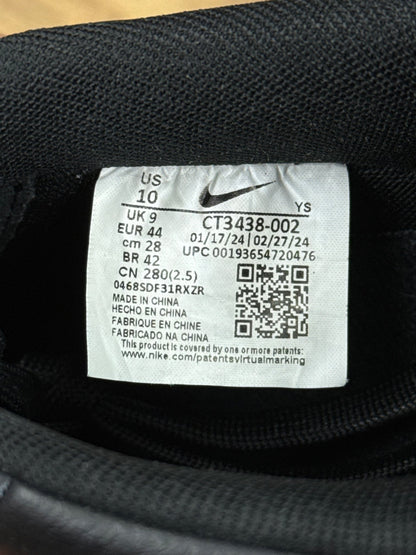 US
10
YS
UK 9
EUR 44
cm 28
BR 42
CN 280(2.5)
CT3438-002
01/17/24 | 02/27/24
UPC 00193654720476
0468SDF31RXZR
MADE IN CHINA
HECHO EN CHINA
FABRIQUE EN CHINE
FABRICADO NA CHINA
This product is covered by one or more patents:
www.nike.com/patentsvirtualmarking